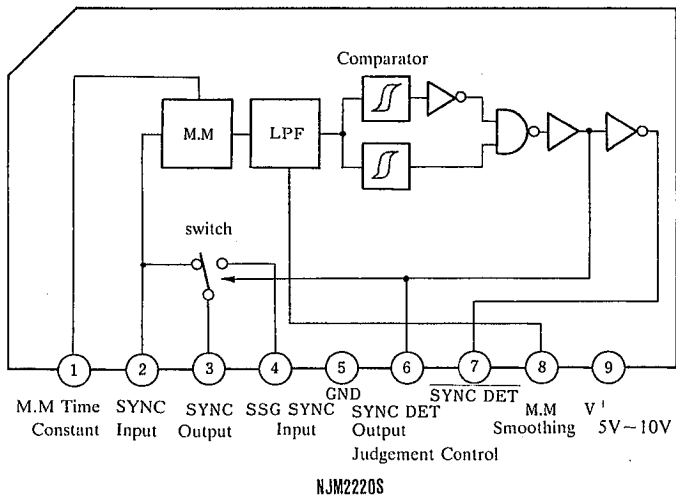 Comparator
M.M
LPF
switch
1 2 3 4 5 6 7 8 9
M.M Time
Constant
SYNC
Input
SYNC
Output
SSG SYNC
Input
GND
SYNC DET
Output
Judgement Control
SYNC DET
M.M
Smoothing
V+
5V~10V
NJM2220S